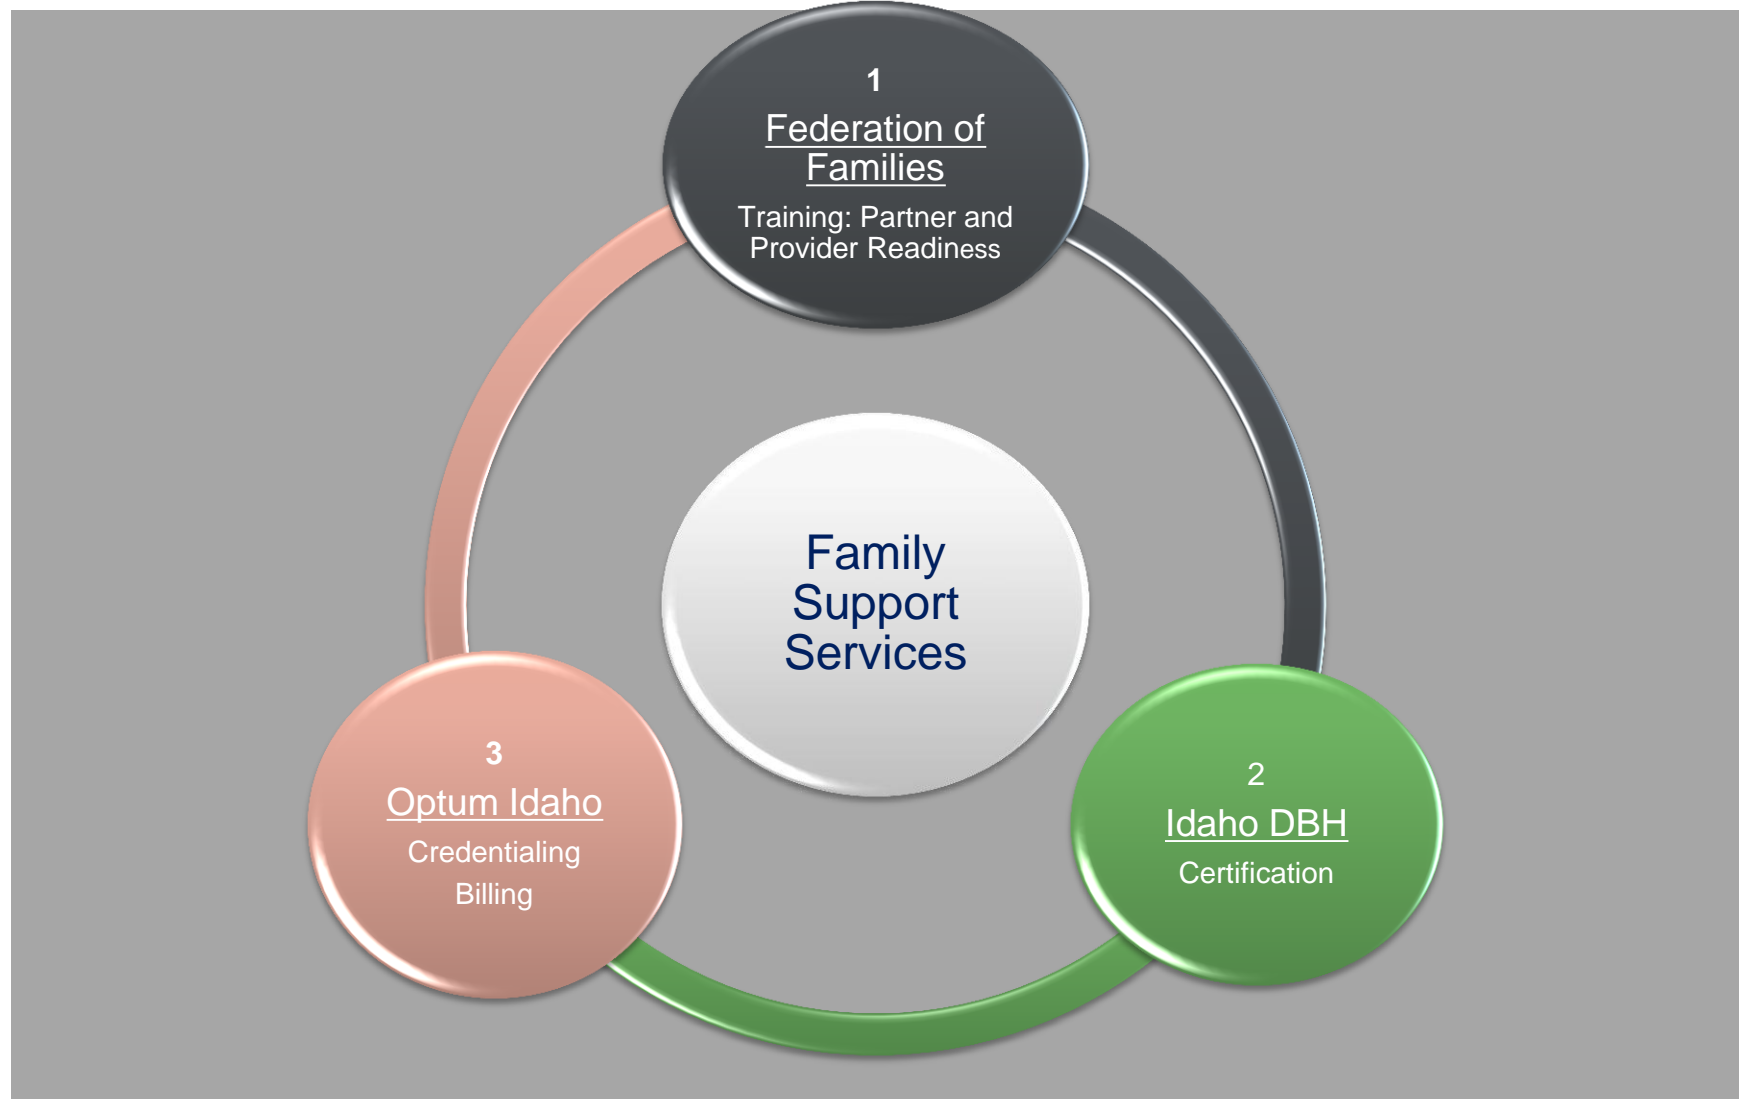 1
Federation of
Families
Training: Partner and
Provider Readiness
Family
Support
Services
3
Optum Idaho
Credentialing
Billing
2
Idaho DBH
Certification